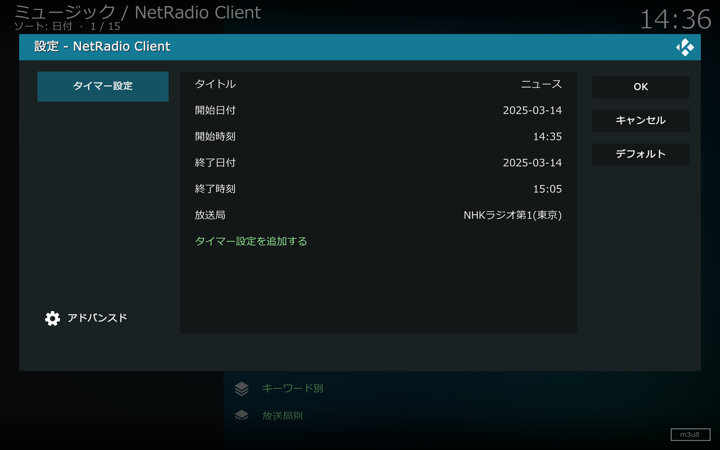 ミュージック / NetRadio Client
ソート: 日付 · 1 / 15
14:36
設定 - NetRadio Client
タイマー設定
タイトル ニュース
開始日付 2025-03-14
開始時刻 14:35
終了日付 2025-03-14
終了時刻 15:05
放送局 NHKラジオ第1(東京)
タイマー設定を追加する
OK
キャンセル
デフォルト
アドバンスド
キーワード別
放送局別
m3u8